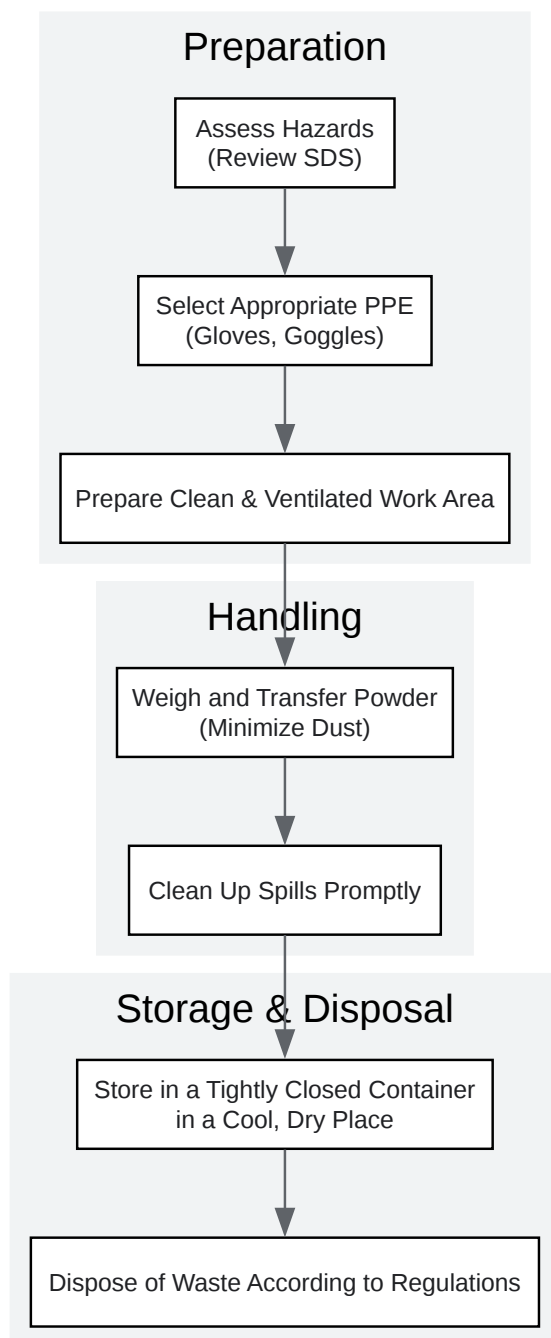 Preparation
Assess Hazards
(Review SDS)
Select Appropriate PPE
(Gloves, Goggles)
Prepare Clean & Ventilated Work Area
Handling
Weigh and Transfer Powder
(Minimize Dust)
Clean Up Spills Promptly
Storage & Disposal
Store in a Tightly Closed Container
in a Cool, Dry Place
Dispose of Waste According to Regulations